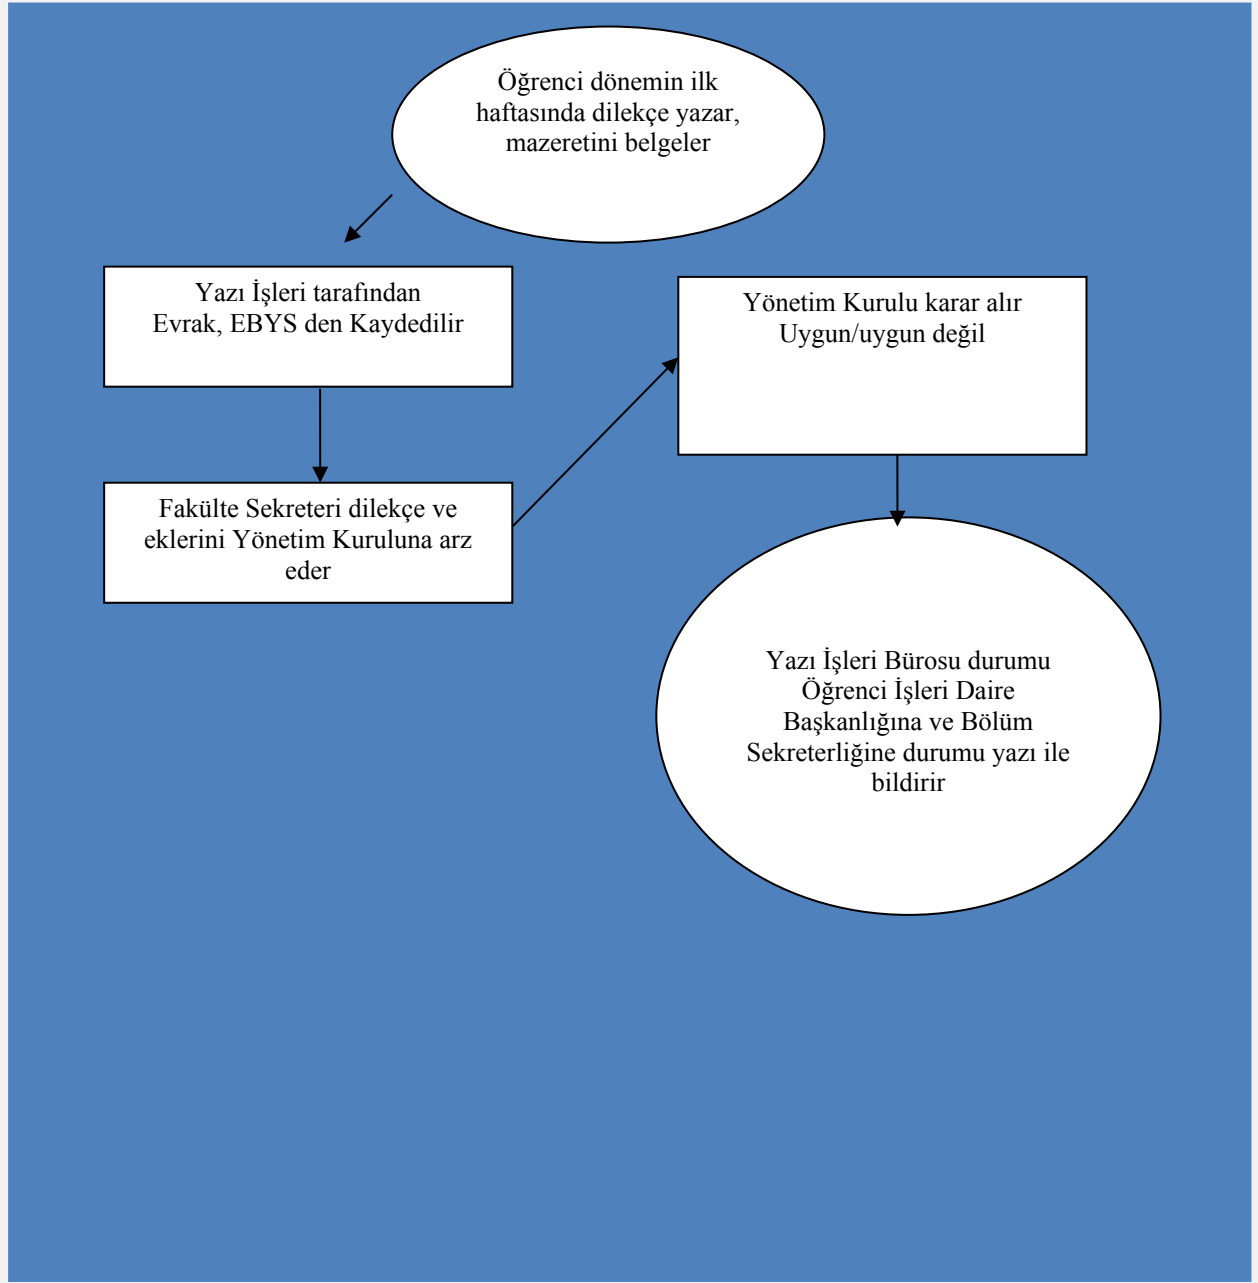 Öğrenci dönemin ilk
haftasında dilekçe yazar,
mazeretini belgeler
Yazı İşleri tarafından
Evrak, EBYS den Kaydedilir
Fakülte Sekreteri dilekçe ve
eklerini Yönetim Kuruluna arz
eder
Yönetim Kurulu karar alır
Uygun/uygun değil
Yazı İşleri Bürosu durumu
Öğrenci İşleri Daire
Başkanlığına ve Bölüm
Sekreterliğine durumu yazı ile
bildirir